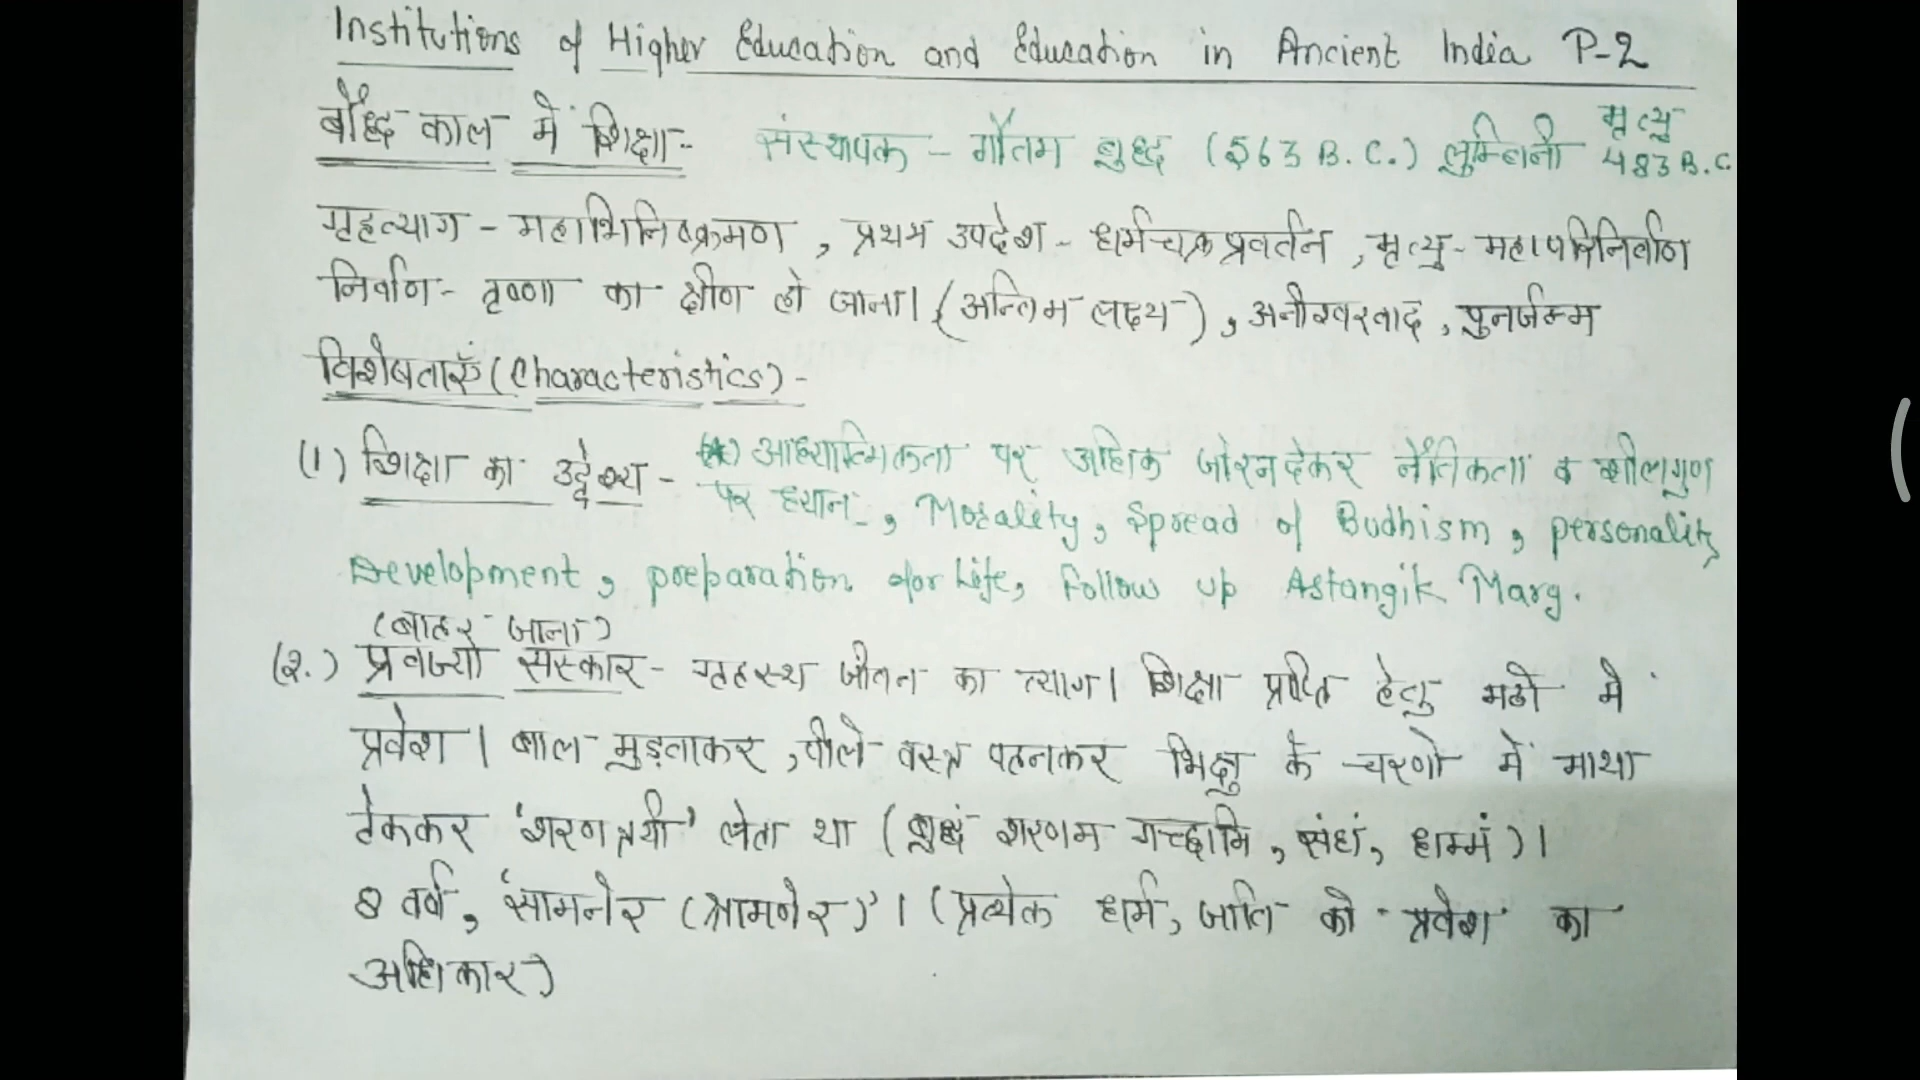 Institutions of Higher Education and Education in Ancient India P-2
बौद्ध काल में शिक्षा- संस्थापक - गौतम बुद्ध (563 B.C.) लुम्बिनी मृत्यु 483 B.C.
गृहत्याग - महाभिनिष्क्रमण, प्रथम उपदेश - धर्मचक्रप्रवर्तन, मृत्यु - महापरिनिर्वाण
निर्वाण - तृष्णा का क्षीण हो जाना। (अन्तिम लक्ष्य), अनीश्वरवाद, पुनर्जन्म
विशेषताएँ (Characteristics) -
(1) शिक्षा का उद्देश्य - आध्यात्मिकता पर अधिक जोर न देकर नैतिकता व शीलगुण
पर ध्यान, Morality, Spread of Budhism, personality
Development, preparation for Life, Follow up Astangik Marg.
(बाहर जाना)
(2.) प्रवज्या संस्कार - गृहस्थ जीवन का त्याग। शिक्षा प्राप्ति हेतु मठों में
प्रवेश। बाल मुड़वाकर, पीले वस्त्र पहनकर भिक्षु के चरणों में माथा
टेककर 'शरणत्रयी' लेता था (बुद्धं शरणम गच्छामि, संघं, धम्मं)।
8 वर्ष, 'सामनेर (श्रामणेर)'। (प्रत्येक धर्म, जाति को प्रवेश का
अधिकार)